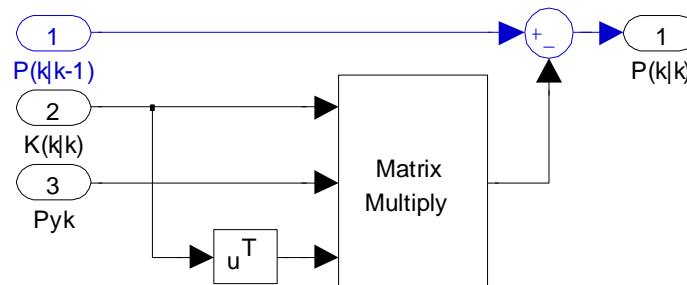 1
P(k|k-1)
+
−
1
P(k|k)
2
K(k|k)
3
Pyk
Matrix
Multiply
u^T